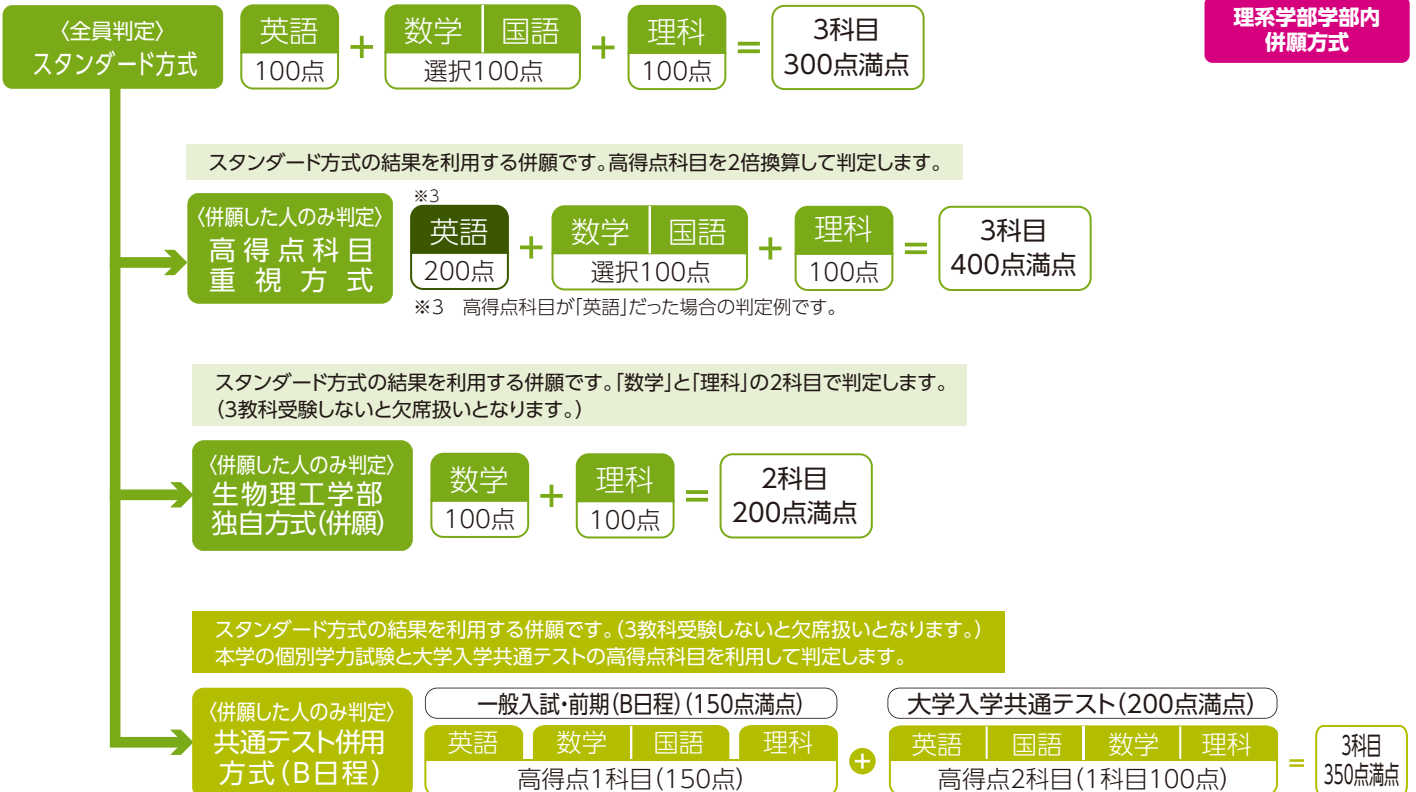 〈全員判定〉
スタンダード方式
英語
100点
+
数学 国語
選択100点
+
理科
100点
=
3科目
300点満点
理系学部学部内
併願方式
スタンダード方式の結果を利用する併願です。高得点科目を2倍換算して判定します。
〈併願した人のみ判定〉
高得点科目
重視方式
※3
英語
200点
+
数学 国語
選択100点
+
理科
100点
=
3科目
400点満点
※3 高得点科目が「英語」だった場合の判定例です。
スタンダード方式の結果を利用する併願です。「数学」と「理科」の2科目で判定します。
(3教科受験しないと欠席扱いとなります。)
〈併願した人のみ判定〉
生物理工学部
独自方式(併願)
数学
100点
+
理科
100点
=
2科目
200点満点
スタンダード方式の結果を利用する併願です。(3教科受験しないと欠席扱いとなります。)
本学の個別学力試験と大学入学共通テストの高得点科目を利用して判定します。
〈併願した人のみ判定〉
共通テスト併用
方式(B日程)
一般入試・前期(B日程)(150点満点)
英語 数学 国語 理科
高得点1科目(150点)
+
大学入学共通テスト(200点満点)
英語 国語 数学 理科
高得点2科目(1科目100点)
=
3科目
350点満点